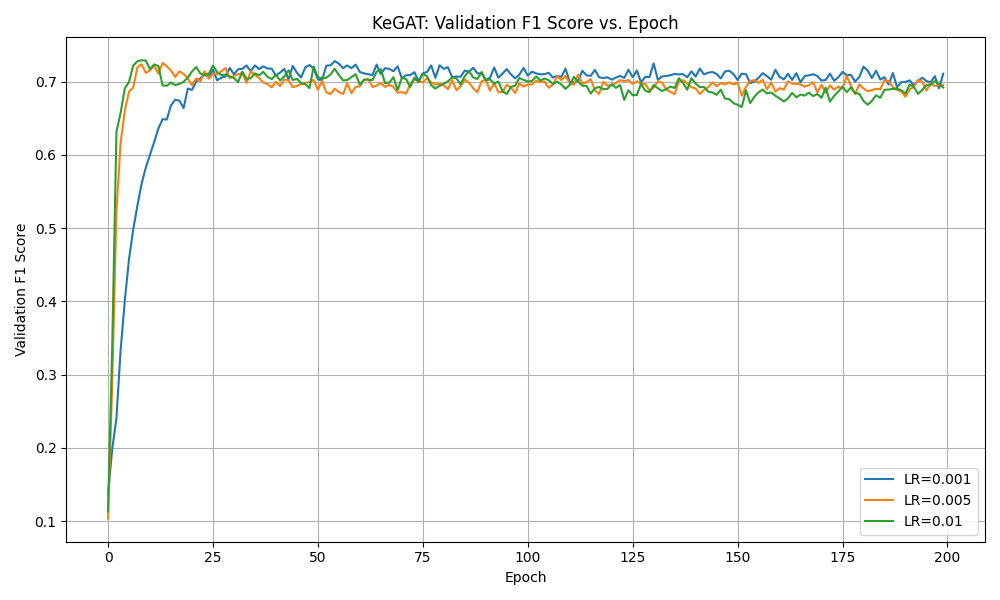 KeGAT: Validation F1 Score vs. Epoch
Validation F1 Score
0.7
0.6
0.5
0.4
0.3
0.2
0.1
0 25 50 75 100 125 150 175 200
Epoch
LR=0.001
LR=0.005
LR=0.01